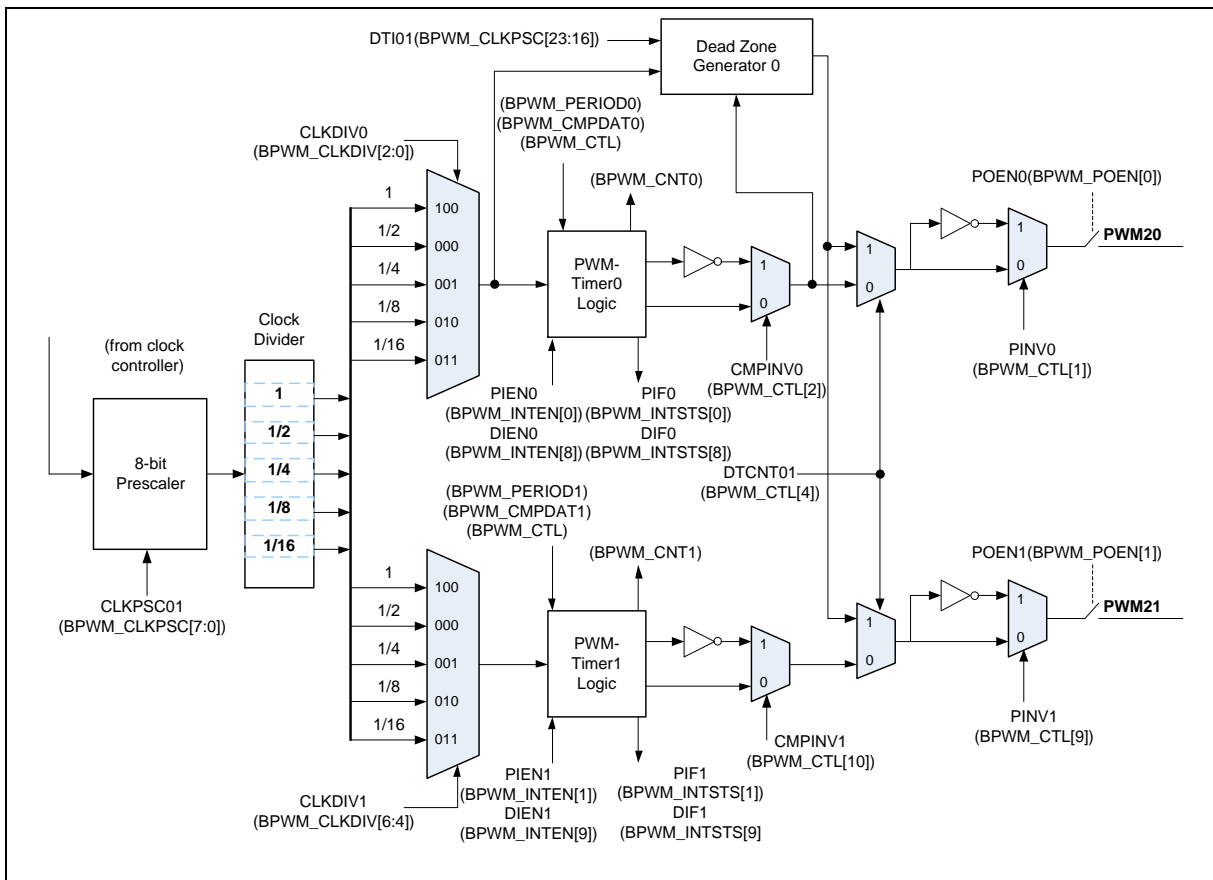 DTI01(BPWM_CLKPSC[23:16])
Dead Zone
Generator 0
(BPWM_PERIOD0)
(BPWM_CMPDAT0)
(BPWM_CTL)
CLKDIV0
(BPWM_CLKDIV[2:0])
(BPWM_CNT0)
POEN0(BPWM_POEN[0])
1
100
1/2
000
1/4
001
1/8
010
1/16
011
PWM-
Timer0
Logic
1
0
1
0
1
0
PWM20
CMPINV0
(BPWM_CTL[2])
PINV0
(BPWM_CTL[1])
(from clock
controller)
Clock
Divider
1
1/2
1/4
1/8
1/16
8-bit
Prescaler
CLKPSC01
(BPWM_CLKPSC[7:0])
PIEN0
(BPWM_INTEN[0])
DIEN0
(BPWM_INTEN[8])
PIF0
(BPWM_INTSTS[0])
DIF0
(BPWM_INTSTS[8])
DTCNT01
(BPWM_CTL[4])
(BPWM_PERIOD1)
(BPWM_CMPDAT1)
(BPWM_CTL)
(BPWM_CNT1)
POEN1(BPWM_POEN[1])
1
100
1/2
000
1/4
001
1/8
010
1/16
011
PWM-
Timer1
Logic
1
0
1
0
1
0
PWM21
CMPINV1
(BPWM_CTL[10])
PINV1
(BPWM_CTL[9])
CLKDIV1
(BPWM_CLKDIV[6:4])
PIEN1
(BPWM_INTEN[1])
DIEN1
(BPWM_INTEN[9])
PIF1
(BPWM_INTSTS[1])
DIF1
(BPWM_INTSTS[9]